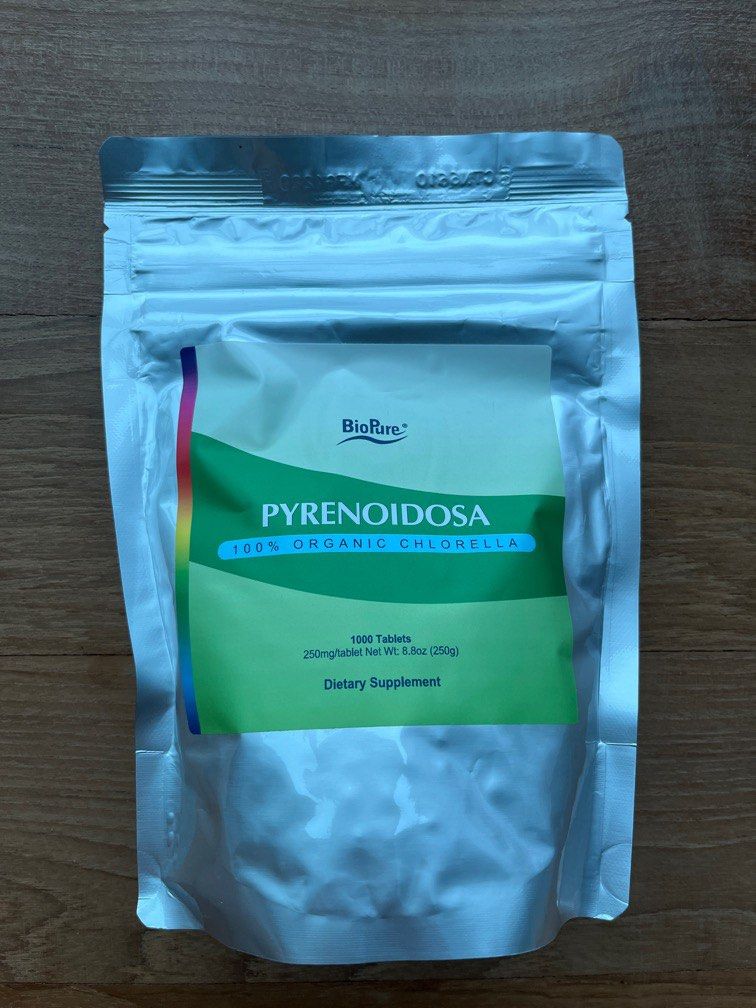 BioPure®
PYRENOIDOSA
100% ORGANIC CHLORELLA
1000 Tablets
250mg/tablet Net Wt: 8.8oz (250g)
Dietary Supplement